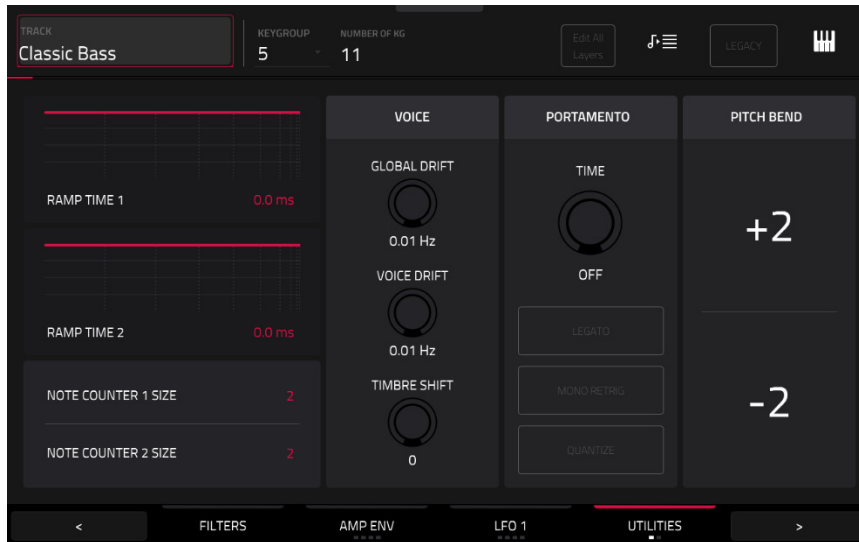 TRACK
Classic Bass
KEYGROUP
5
NUMBER OF KG
11
Edit All
Layers
LEGACY
RAMP TIME 1 0.0 ms
RAMP TIME 2 0.0 ms
NOTE COUNTER 1 SIZE 2
NOTE COUNTER 2 SIZE 2
VOICE
GLOBAL DRIFT
0.01 Hz
VOICE DRIFT
0.01 Hz
TIMBRE SHIFT
0
PORTAMENTO
TIME
OFF
LEGATO
MONO RETRIG
QUANTIZE
PITCH BEND
+2
-2
< FILTERS AMP ENV LFO 1 UTILITIES >